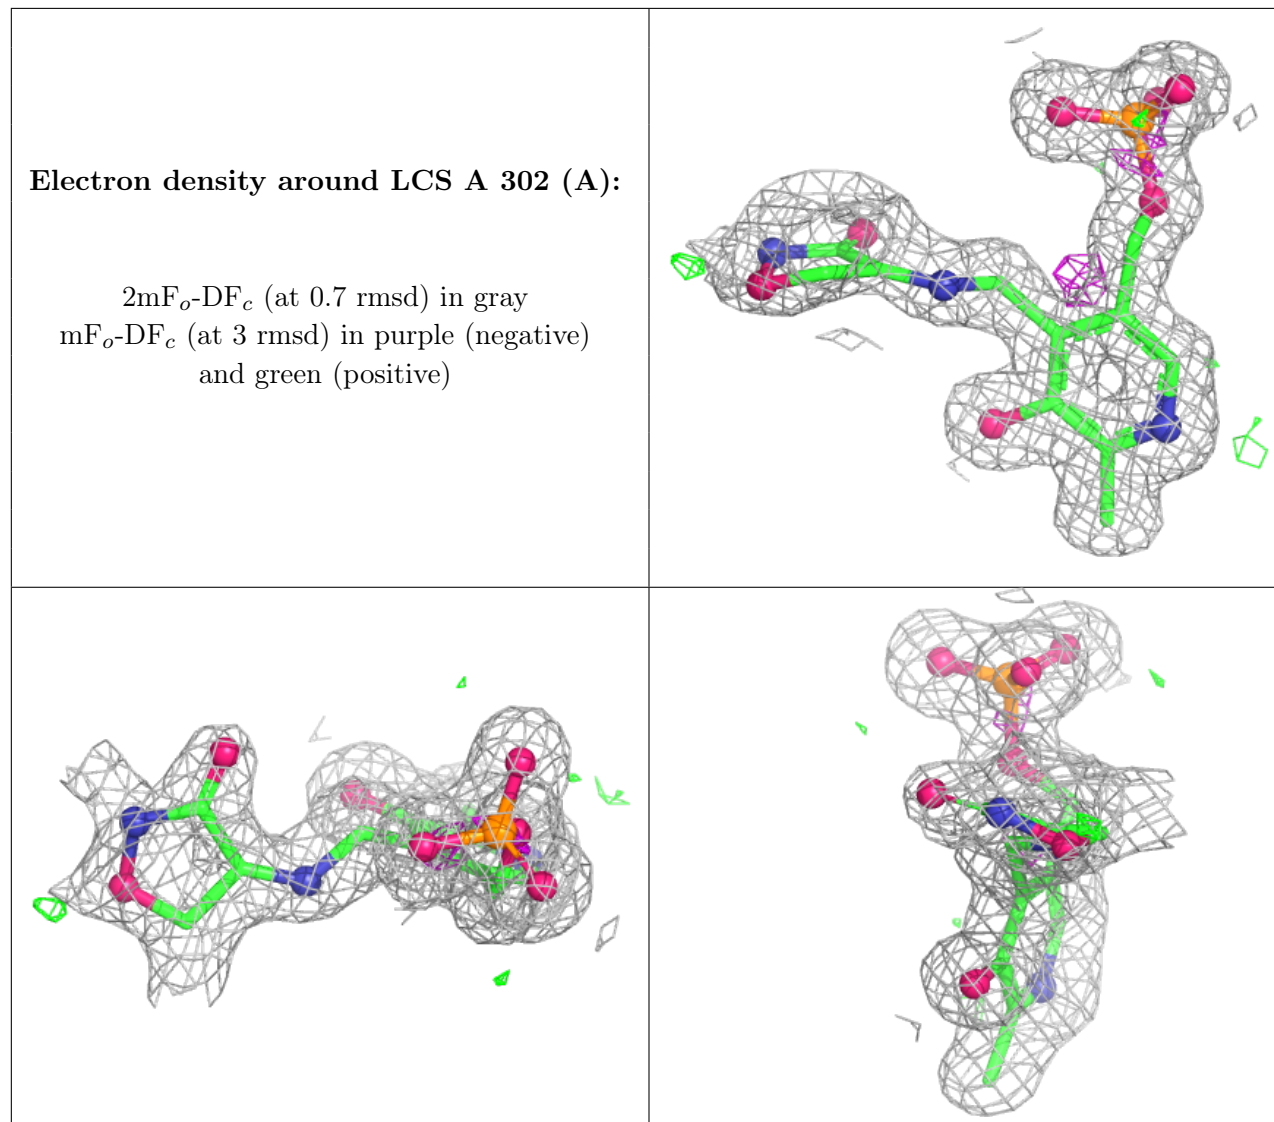 Electron density around LCS A 302 (A):
2mFo-DFc (at 0.7 rmsd) in gray
mFo-DFc (at 3 rmsd) in purple (negative)
and green (positive)